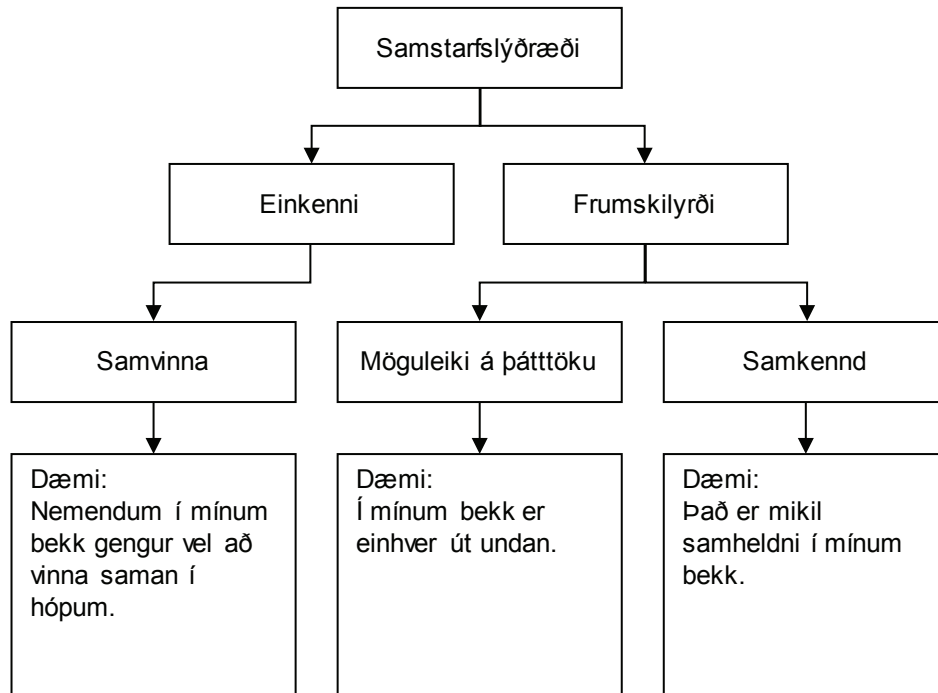 Samstarfslýðræði
Einkenni
Frumskilyrði
Samvinna
Möguleiki á þátttöku
Samkennd
Dæmi:
Nemendum í mínum
bekk gengur vel að
vinna saman í
hópum.
Dæmi:
Í mínum bekk er
einhver út undan.
Dæmi:
Það er mikil
samheldni í mínum
bekk.